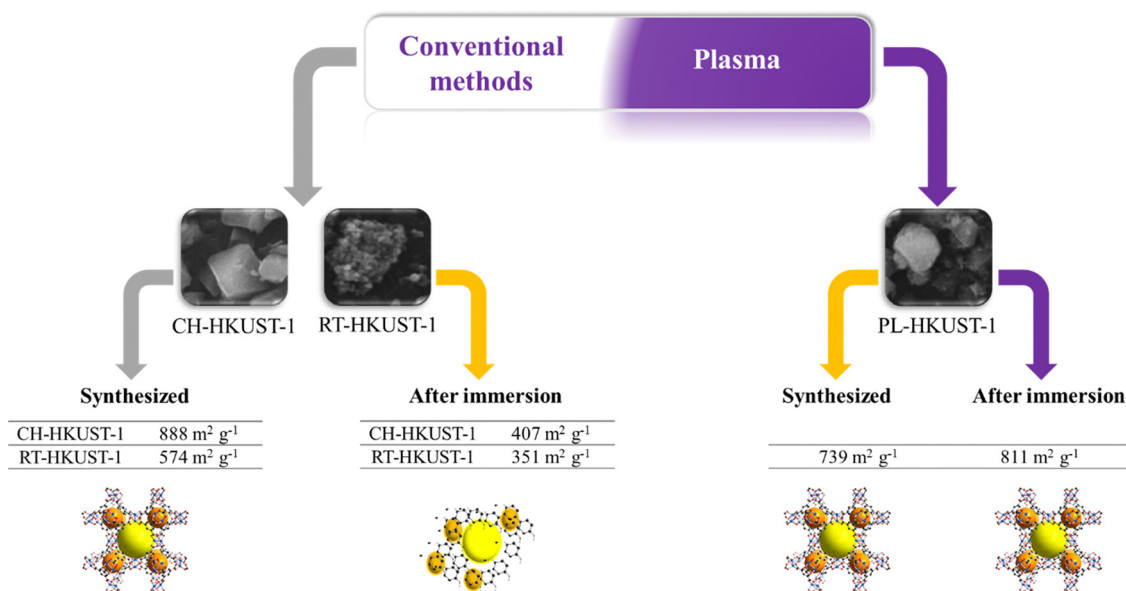 Conventional
methods
Plasma
CH-HKUST-1
RT-HKUST-1
PL-HKUST-1
Synthesized
CH-HKUST-1 888 m² g⁻¹
RT-HKUST-1 574 m² g⁻¹
After immersion
CH-HKUST-1 407 m² g⁻¹
RT-HKUST-1 351 m² g⁻¹
Synthesized After immersion
739 m² g⁻¹ 811 m² g⁻¹